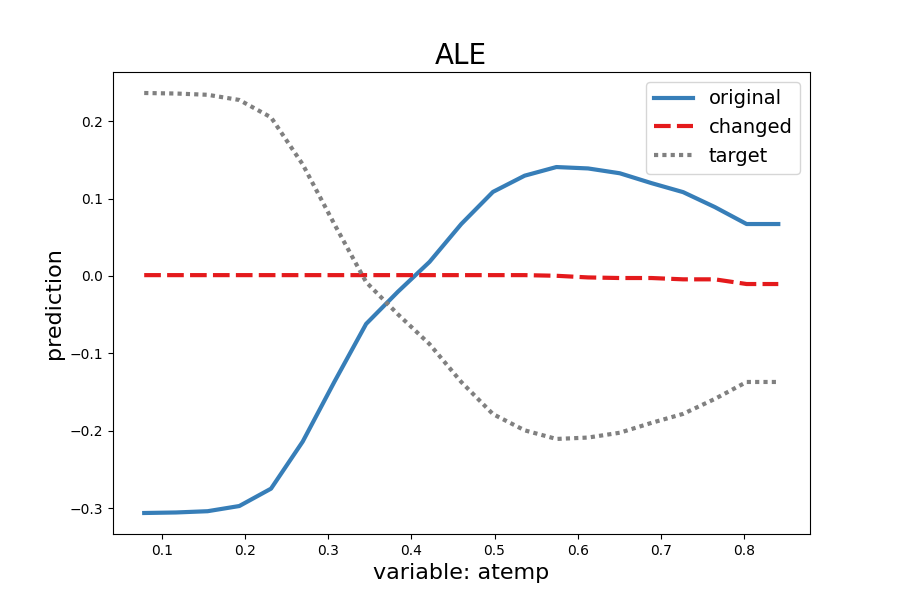 ALE
original
changed
target
0.2
0.1
0.0
−0.1
−0.2
−0.3
prediction
0.1 0.2 0.3 0.4 0.5 0.6 0.7 0.8
variable: atemp